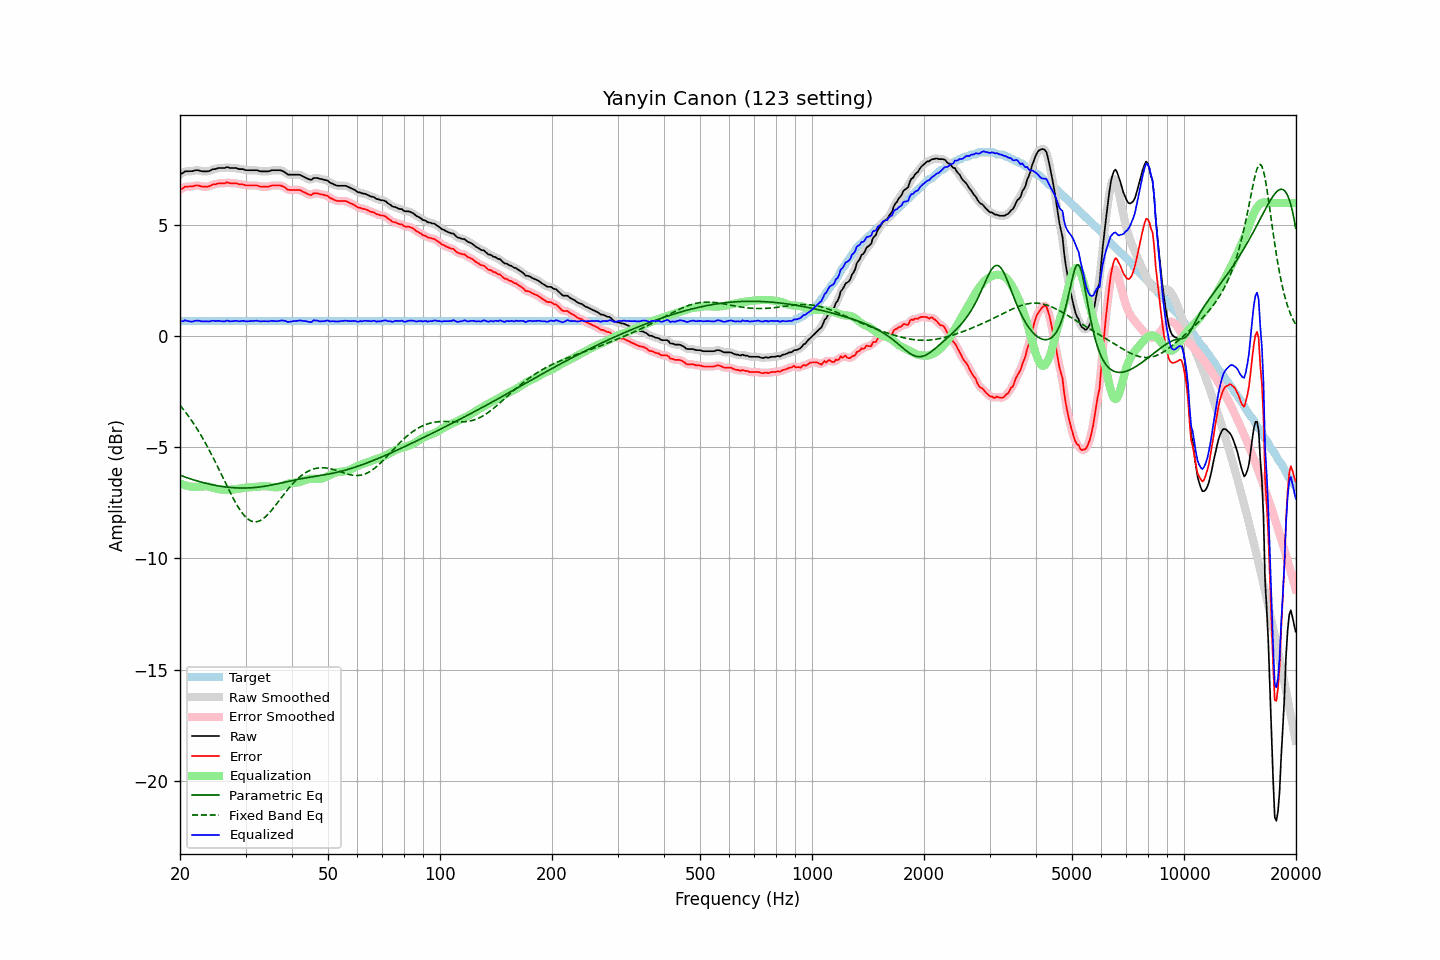 Yanyin Canon (123 setting)
Amplitude (dBr)
5
0
−5
−10
−15
−20
Target
Raw Smoothed
Error Smoothed
Raw
Error
Equalization
Parametric Eq
Fixed Band Eq
Equalized
20 50 100 200 500 1000 2000 5000 10000 20000
Frequency (Hz)